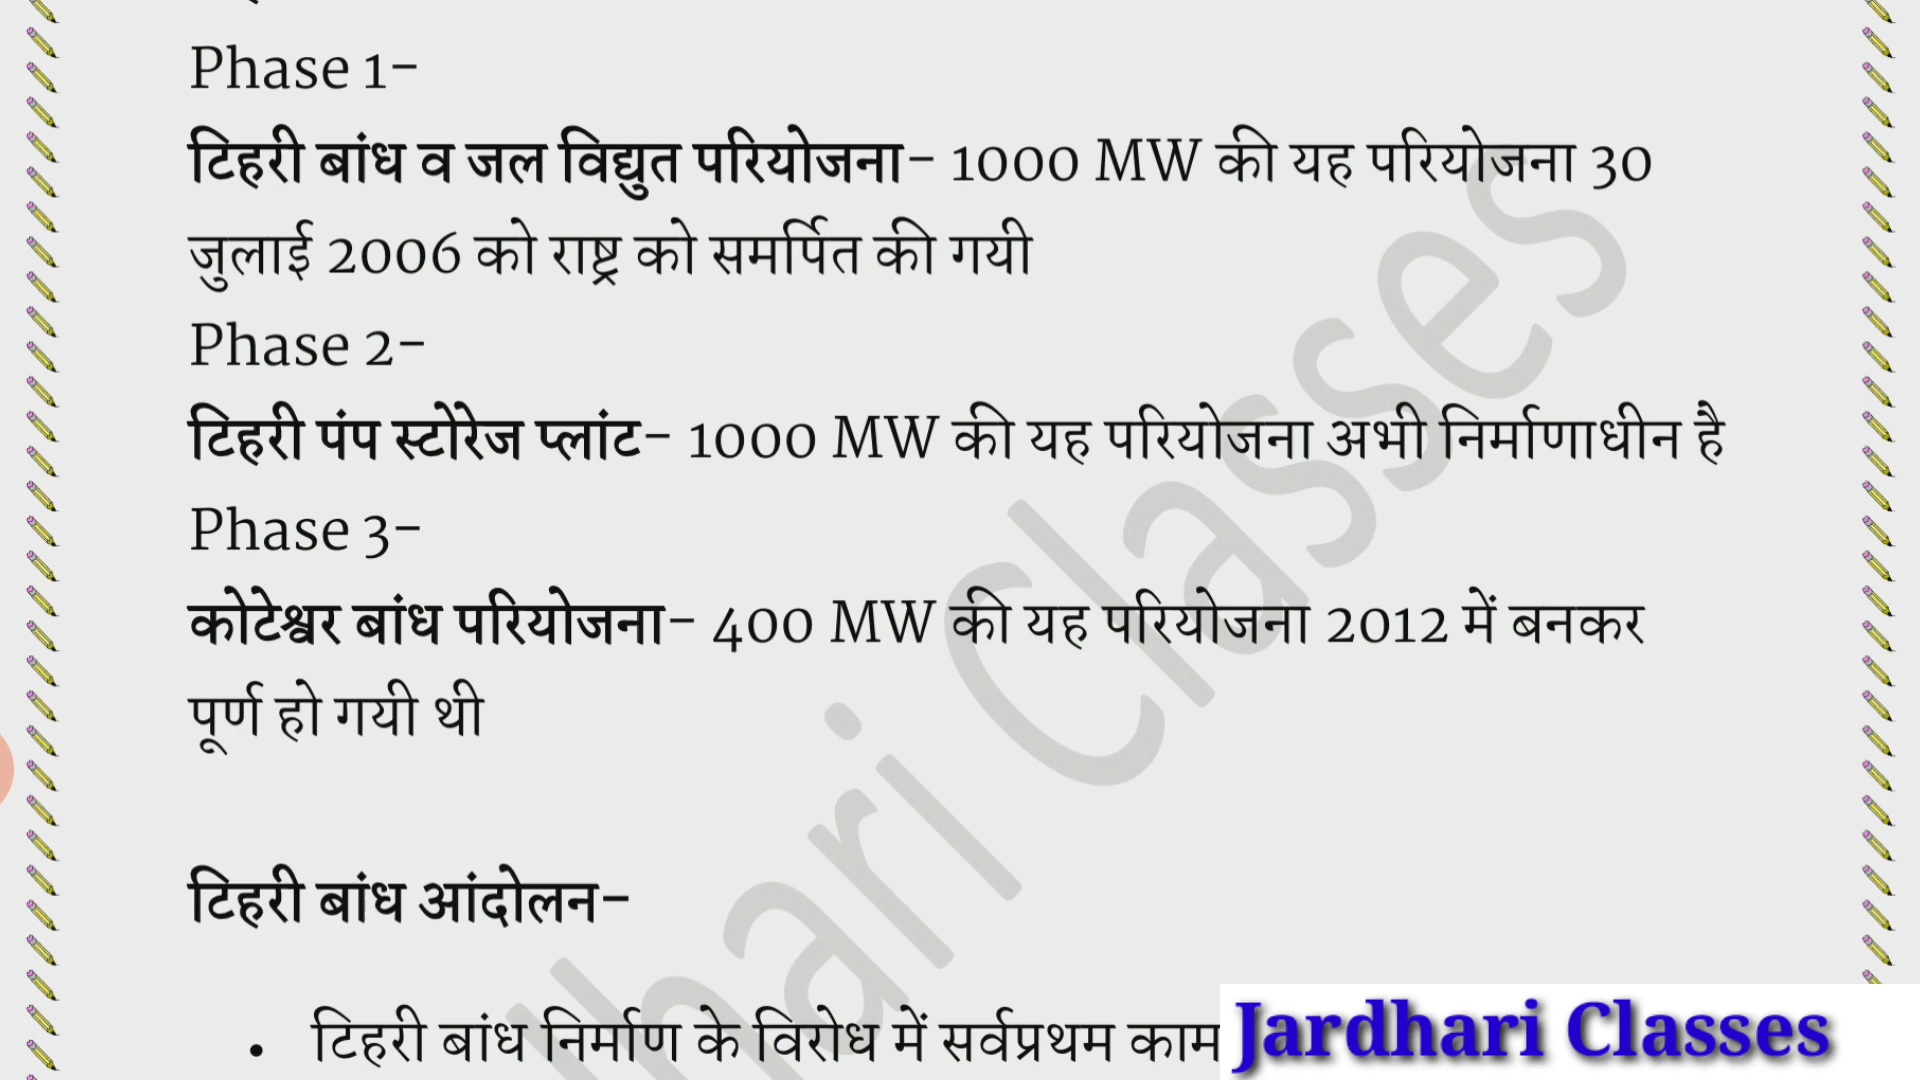 Phase 1-
टिहरी बांध व जल विद्युत परियोजना- 1000 MW की यह परियोजना 30
जुलाई 2006 को राष्ट्र को समर्पित की गयी
Phase 2-
टिहरी पंप स्टोरेज प्लांट- 1000 MW की यह परियोजना अभी निर्माणाधीन है
Phase 3-
कोटेश्वर बांध परियोजना- 400 MW की यह परियोजना 2012 में बनकर
पूर्ण हो गयी थी
टिहरी बांध आंदोलन-
• टिहरी बांध निर्माण के विरोध में सर्वप्रथम काम
Jardhari Classes
hari Classes